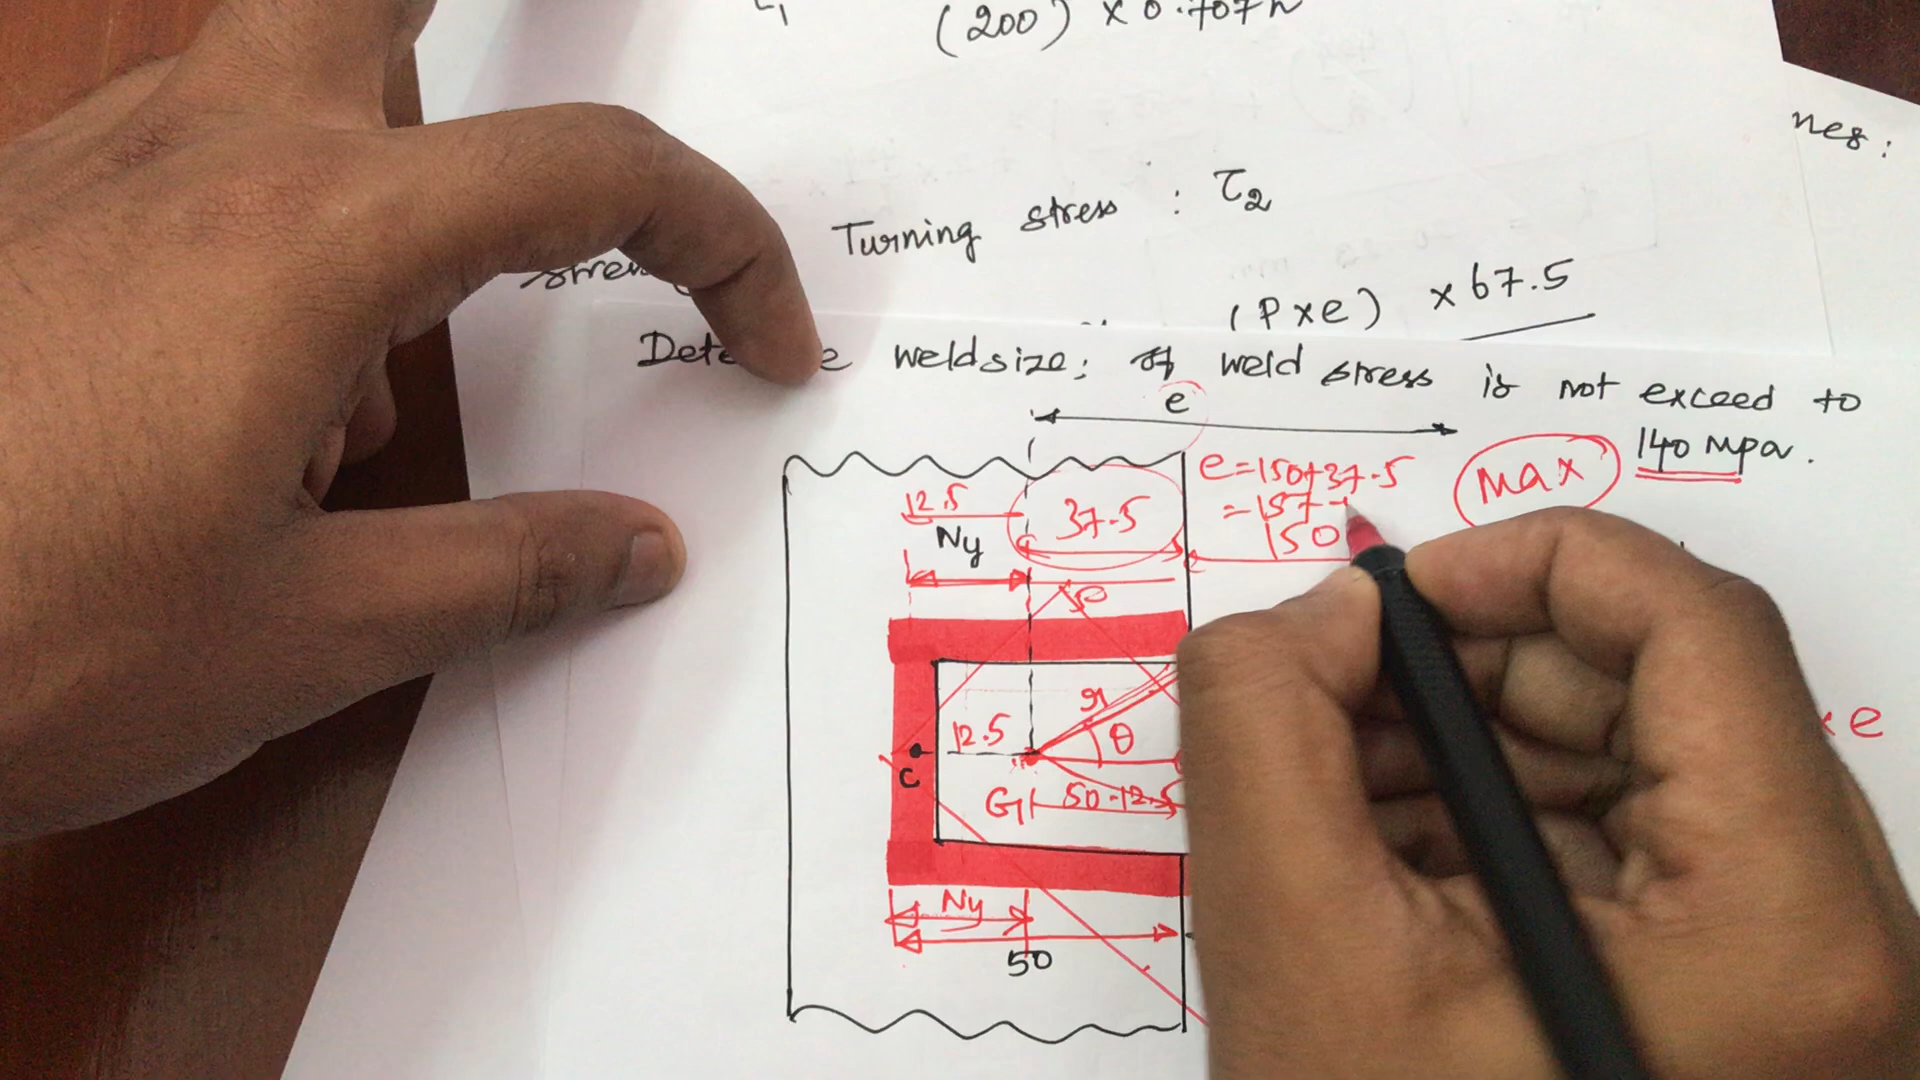 (200) × 0.707h
nes:
Turning stress : τ2
(P×e) × 67.5
weldsize; If weld stress is not exceed to
140 Mpa.
e
e=150+37.5
=157-
150
Max
12.5
37.5
Ny
r
θ
12.5
C
G
50-12.5
Ny
50
×e